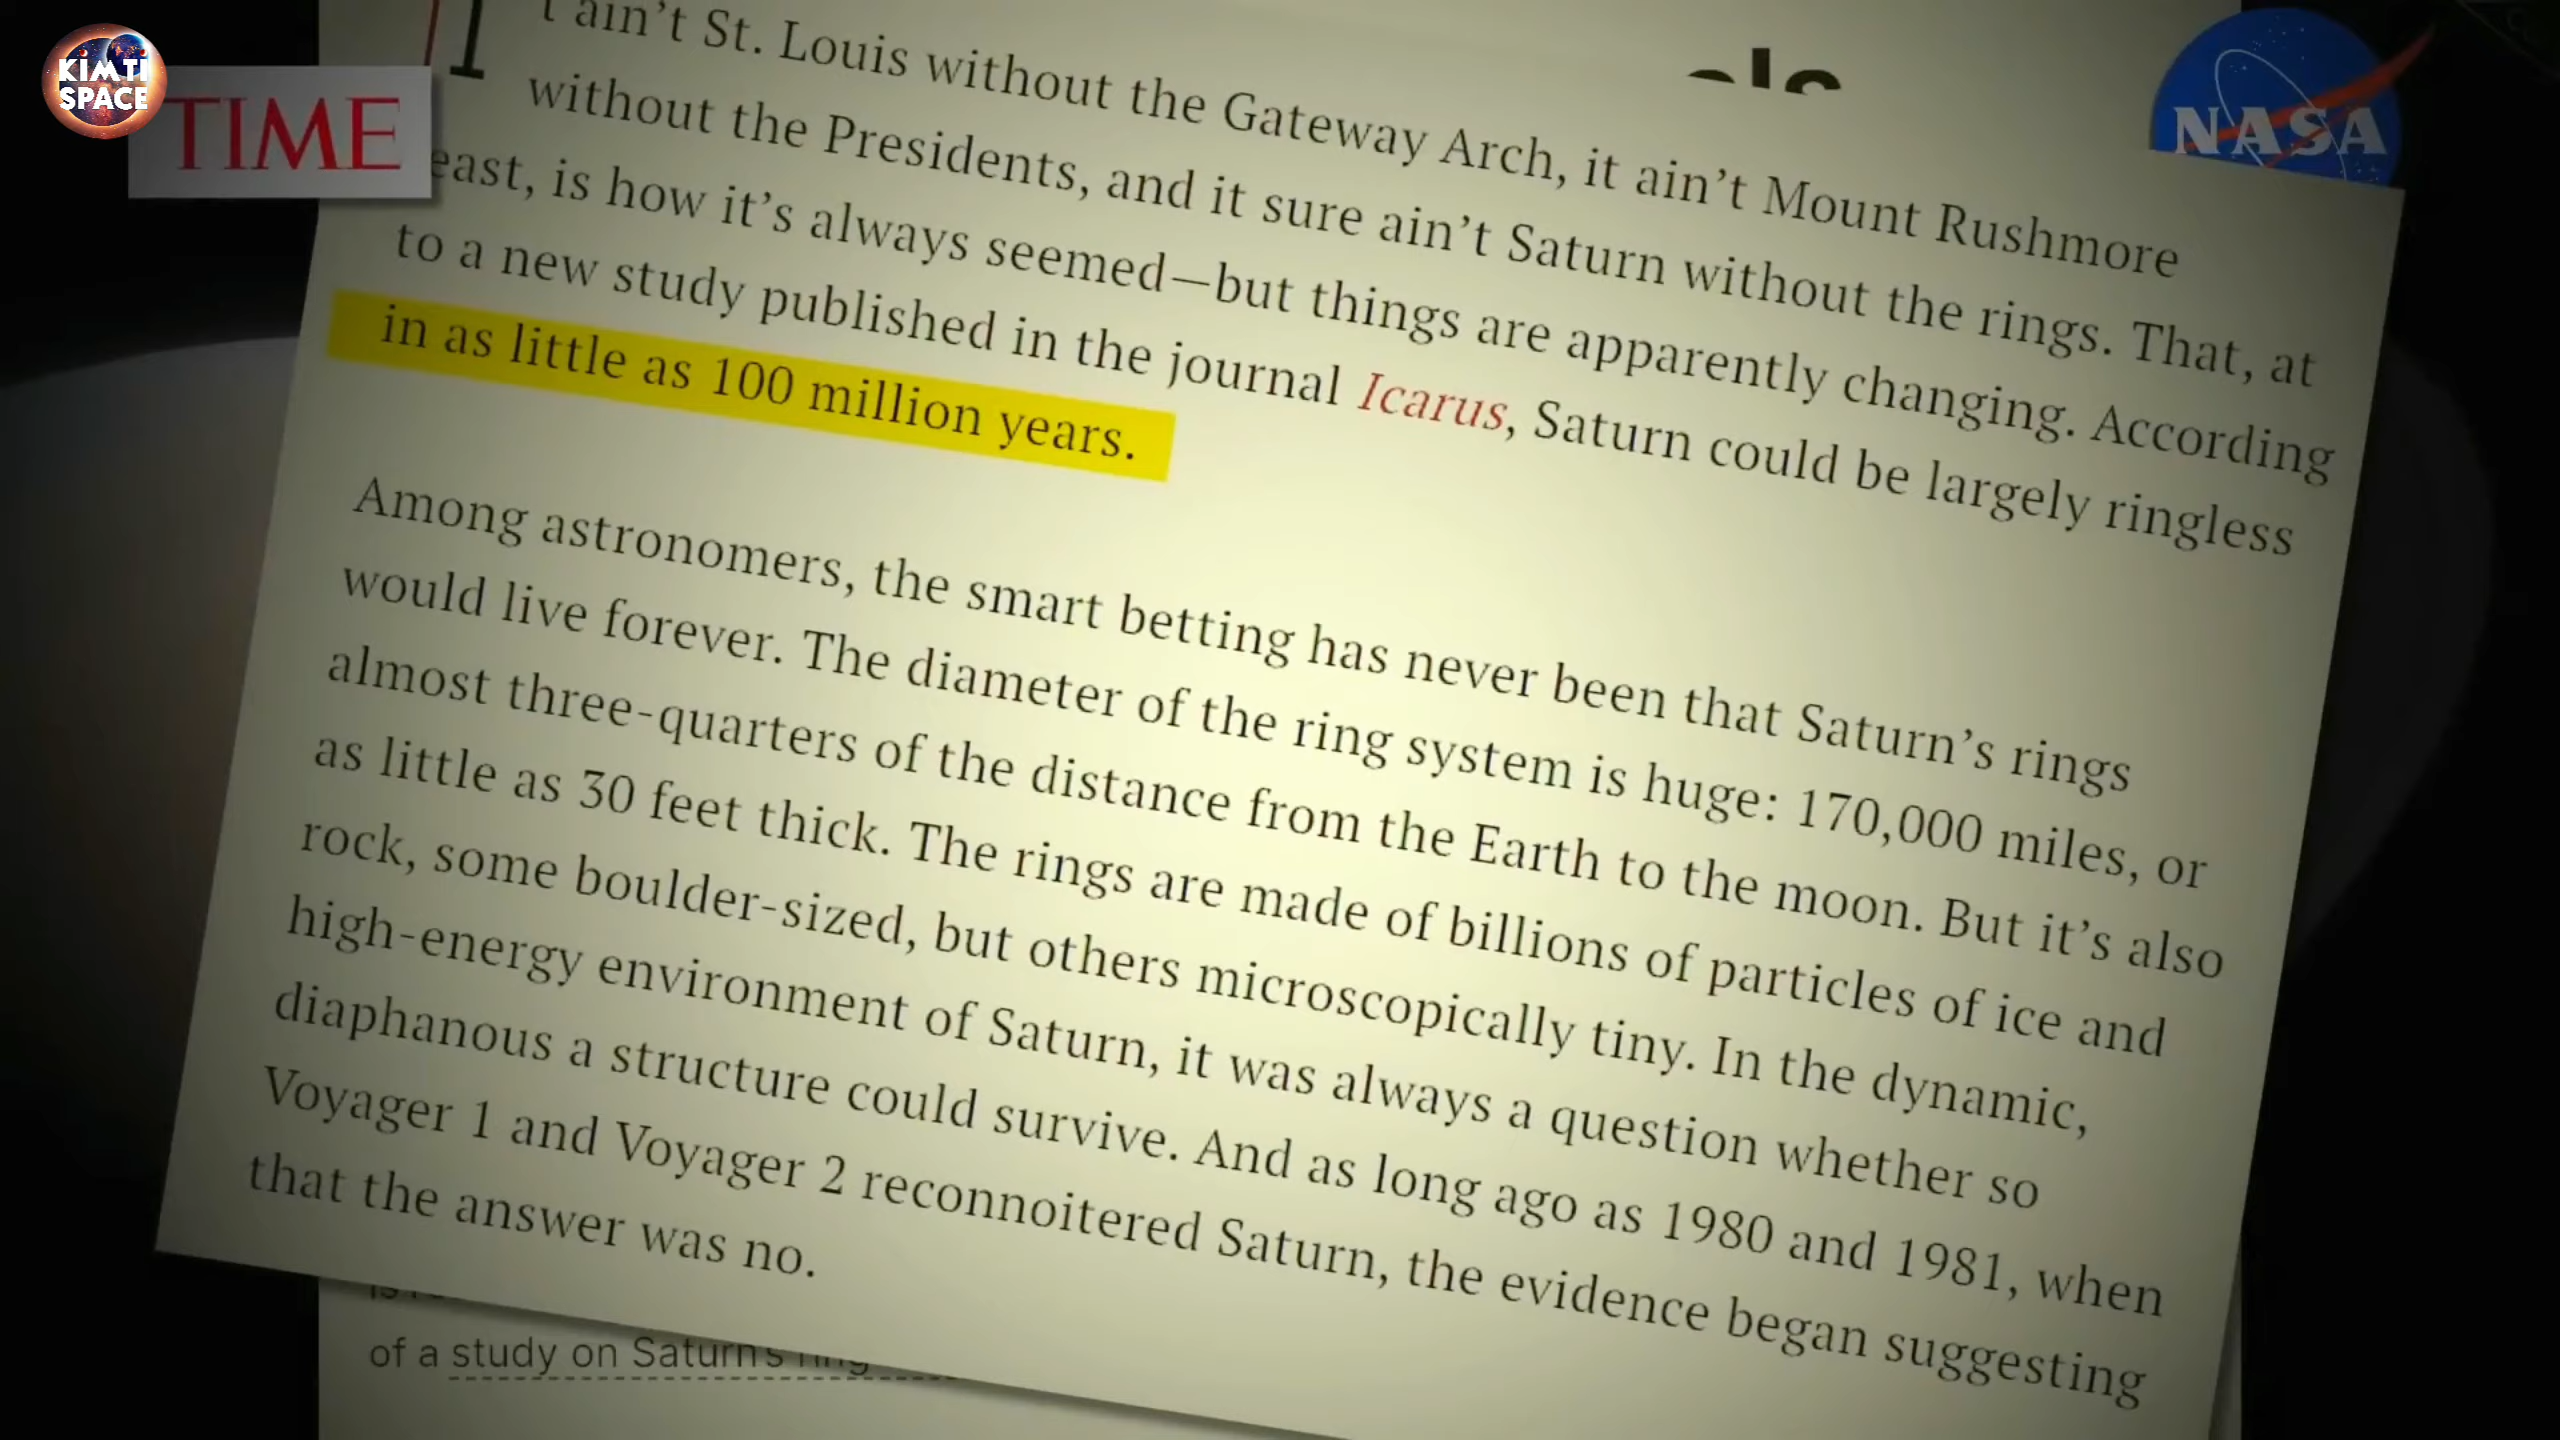 KIMTI
SPACE
TIME
NASA
I
t ain’t St. Louis without the Gateway Arch, it ain’t Mount Rushmore
without the Presidents, and it sure ain’t Saturn without the rings. That, at
east, is how it’s always seemed—but things are apparently changing. According
to a new study published in the journal Icarus, Saturn could be largely ringless
in as little as 100 million years.
Among astronomers, the smart betting has never been that Saturn’s rings
would live forever. The diameter of the ring system is huge: 170,000 miles, or
almost three-quarters of the distance from the Earth to the moon. But it’s also
as little as 30 feet thick. The rings are made of billions of particles of ice and
rock, some boulder-sized, but others microscopically tiny. In the dynamic,
high-energy environment of Saturn, it was always a question whether so
diaphanous a structure could survive. And as long ago as 1980 and 1981, when
Voyager 1 and Voyager 2 reconnoitered Saturn, the evidence began suggesting
that the answer was no.
of a study on Saturn's ring